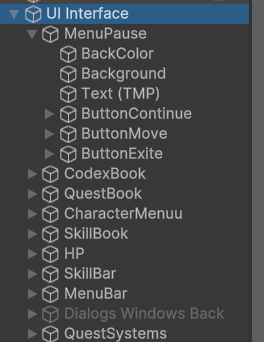 UI Interface
MenuPause
BackColor
Background
Text (TMP)
ButtonContinue
ButtonMove
ButtonExite
CodexBook
QuestBook
CharacterMenuu
SkillBook
HP
SkillBar
MenuBar
Dialogs Windows Back
QuestSystems